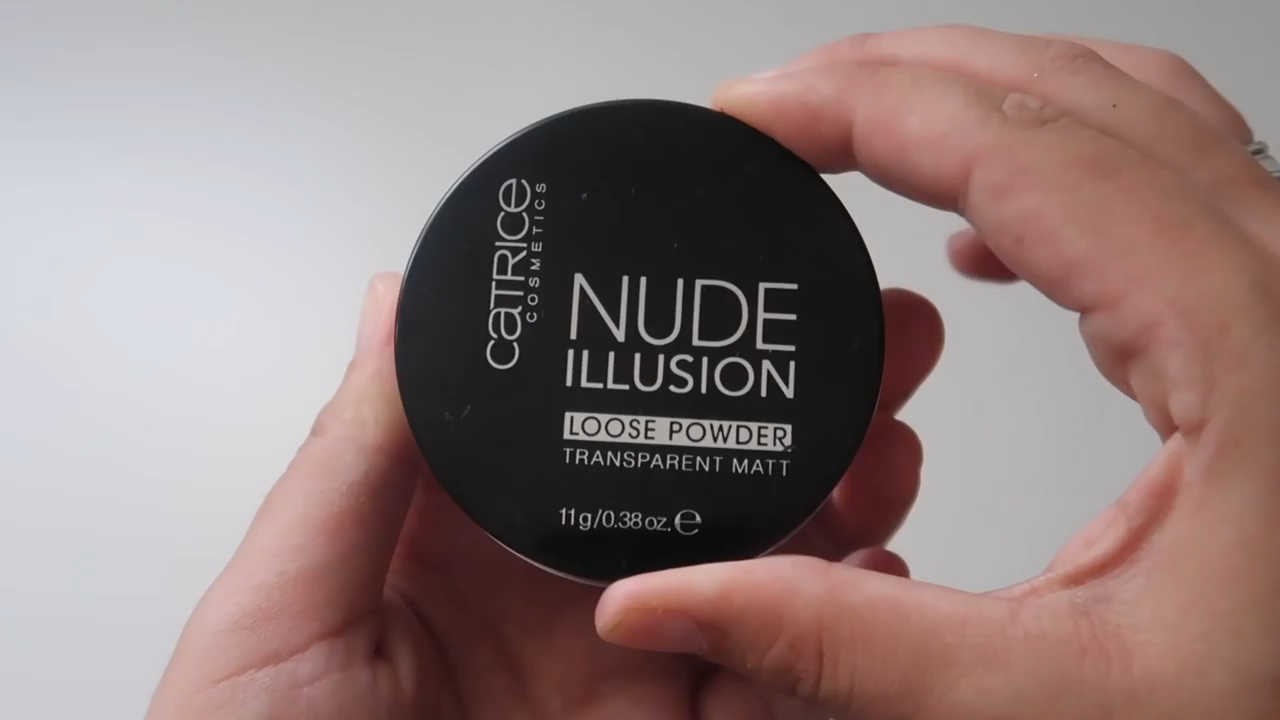 CATRICE
COSMETICS
NUDE
ILLUSION
LOOSE POWDER
TRANSPARENT MATT
11g/0.38oz.℮